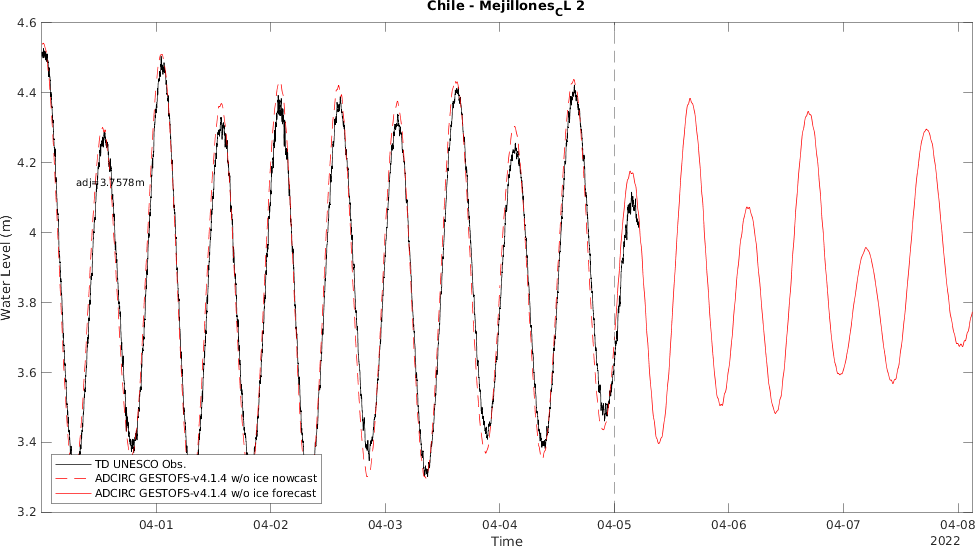 Chile - Mejillones_CL 2
4.6
4.4
4.2
4
3.8
3.6
3.4
3.2
Water Level (m)
adj=3.7578m
TD UNESCO Obs.
ADCIRC GESTOFS-v4.1.4 w/o ice nowcast
ADCIRC GESTOFS-v4.1.4 w/o ice forecast
04-01 04-02 04-03 04-04 04-05 04-06 04-07 04-08
Time 2022